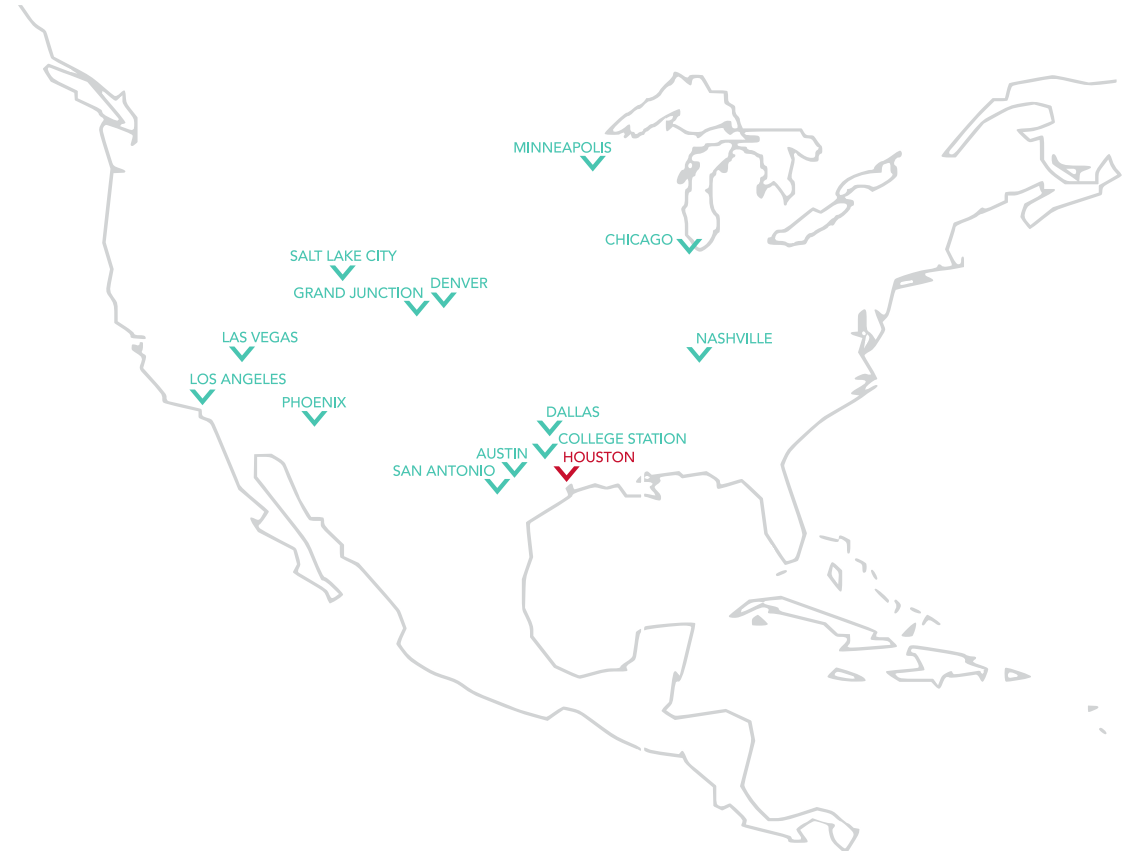 MINNEAPOLIS
CHICAGO
SALT LAKE CITY
DENVER
GRAND JUNCTION
LAS VEGAS
NASHVILLE
LOS ANGELES
PHOENIX
DALLAS
COLLEGE STATION
AUSTIN
HOUSTON
SAN ANTONIO